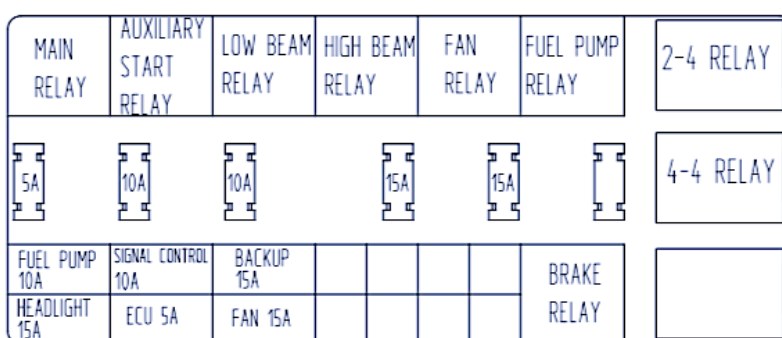 MAIN
RELAY
AUXILIARY
START
RELAY
LOW BEAM
RELAY
HIGH BEAM
RELAY
FAN
RELAY
FUEL PUMP
RELAY
2-4 RELAY
5A
10A
10A
15A
15A
4-4 RELAY
FUEL PUMP
10A
SIGNAL CONTROL
10A
BACKUP
15A
HEADLIGHT
15A
ECU 5A
FAN 15A
BRAKE
RELAY